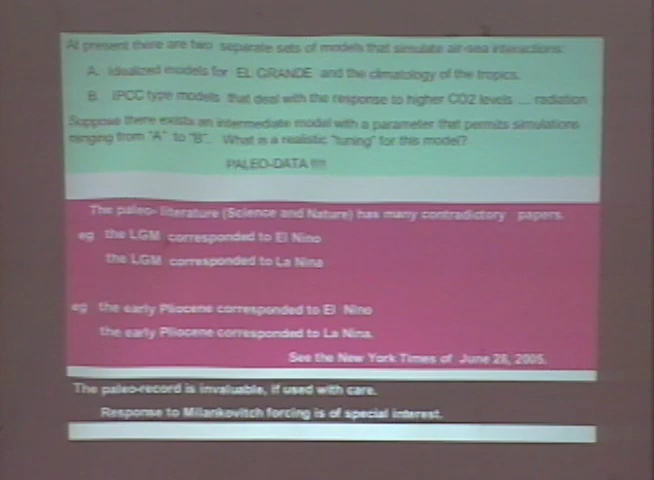 At present there are two separate sets of models that simulate air-sea interactions:
A. Idealized models for EL GRANDE and the climatology of the tropics.
B. IPCC type models that deal with the response to higher CO2 levels ... radiation
Suppose there exists an intermediate model with a parameter that permits simulations
ranging from "A" to "B". What is a realistic "tuning" for this model?
PALEO-DATA !!!!
The paleo- literature (Science and Nature) has many contradictory papers.
eg the LGM corresponded to El Nino
the LGM corresponded to La Nina
eg the early Pliocene corresponded to El Nino
the early Pliocene corresponded to La Nina.
See the New York Times of June 28, 2005.
The paleo-record is invaluable, if used with care.
Response to Milankovitch forcing is of special interest.